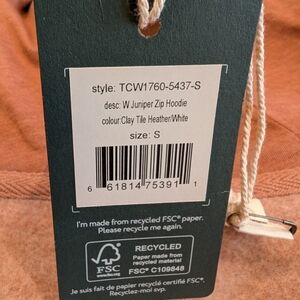 style: TCW1760-5437-S
desc: W Juniper Zip Hoodie
colour:Clay Tile Heather/White
size: S
6 61814 75391 1
I'm made from recycled FSC® paper.
Please recycle me again.
FSC
www.fsc.org
RECYCLED
Paper made from
recycled material
FSC® C109848
Je suis fait de papier recyclé certifié FSC®.
Recyclez-moi svp.